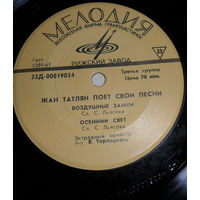 МЕЛОДИЯ
ВСЕСОЮЗНАЯ ФИРМА ГРАМПЛАСТИНОК
РИЖСКИЙ ЗАВОД
33
Гост
5289-61
Третья группа
Цена 70 коп.
33Д-00019054
ЖАН ТАТЛЯН ПОЕТ СВОИ ПЕСНИ
ВОЗДУШНЫЕ ЗАМКИ
Сл. С. Льясова
ОСЕННИЙ СВЕТ
Сл. С. Льясова
Эстрадный оркестр
п/у В. Терлецкого